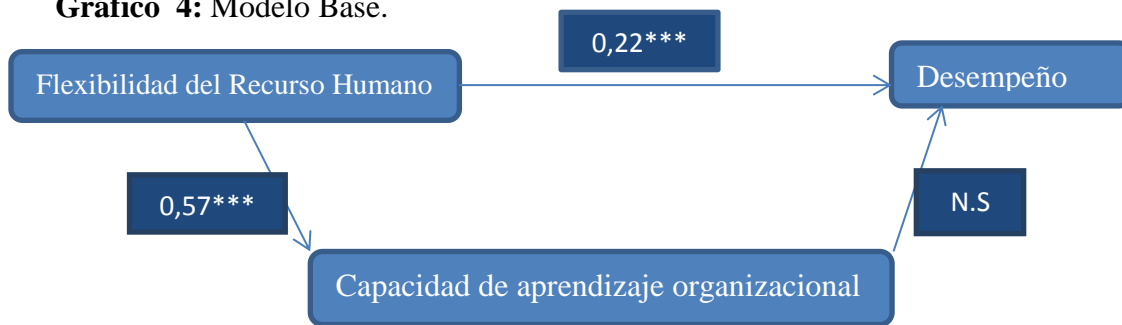 Gráfico 4: Modelo Base.
0,22***
Flexibilidad del Recurso Humano
Desempeño
0,57***
N.S
Capacidad de aprendizaje organizacional